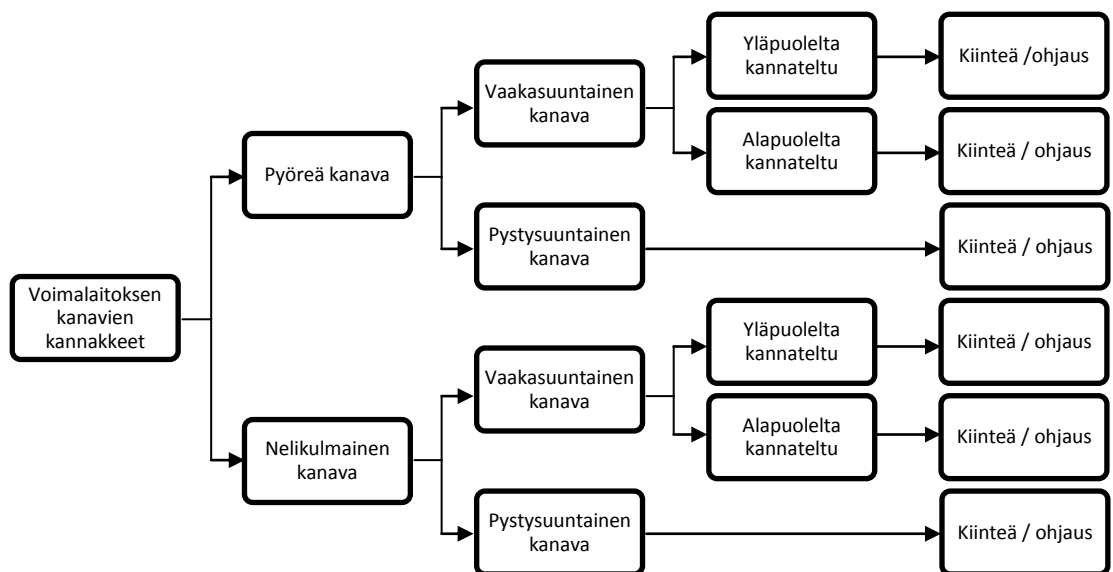 Yläpuolelta
kannateltu
Kiinteä /ohjaus
Vaakasuuntainen
kanava
Alapuolelta
kannateltu
Kiinteä / ohjaus
Pyöreä kanava
Pystysuuntainen
kanava
Kiinteä / ohjaus
Voimalaitoksen
kanavien
kannakkeet
Yläpuolelta
kannateltu
Kiinteä / ohjaus
Vaakasuuntainen
kanava
Alapuolelta
kannateltu
Kiinteä / ohjaus
Nelikulmainen
kanava
Pystysuuntainen
kanava
Kiinteä / ohjaus